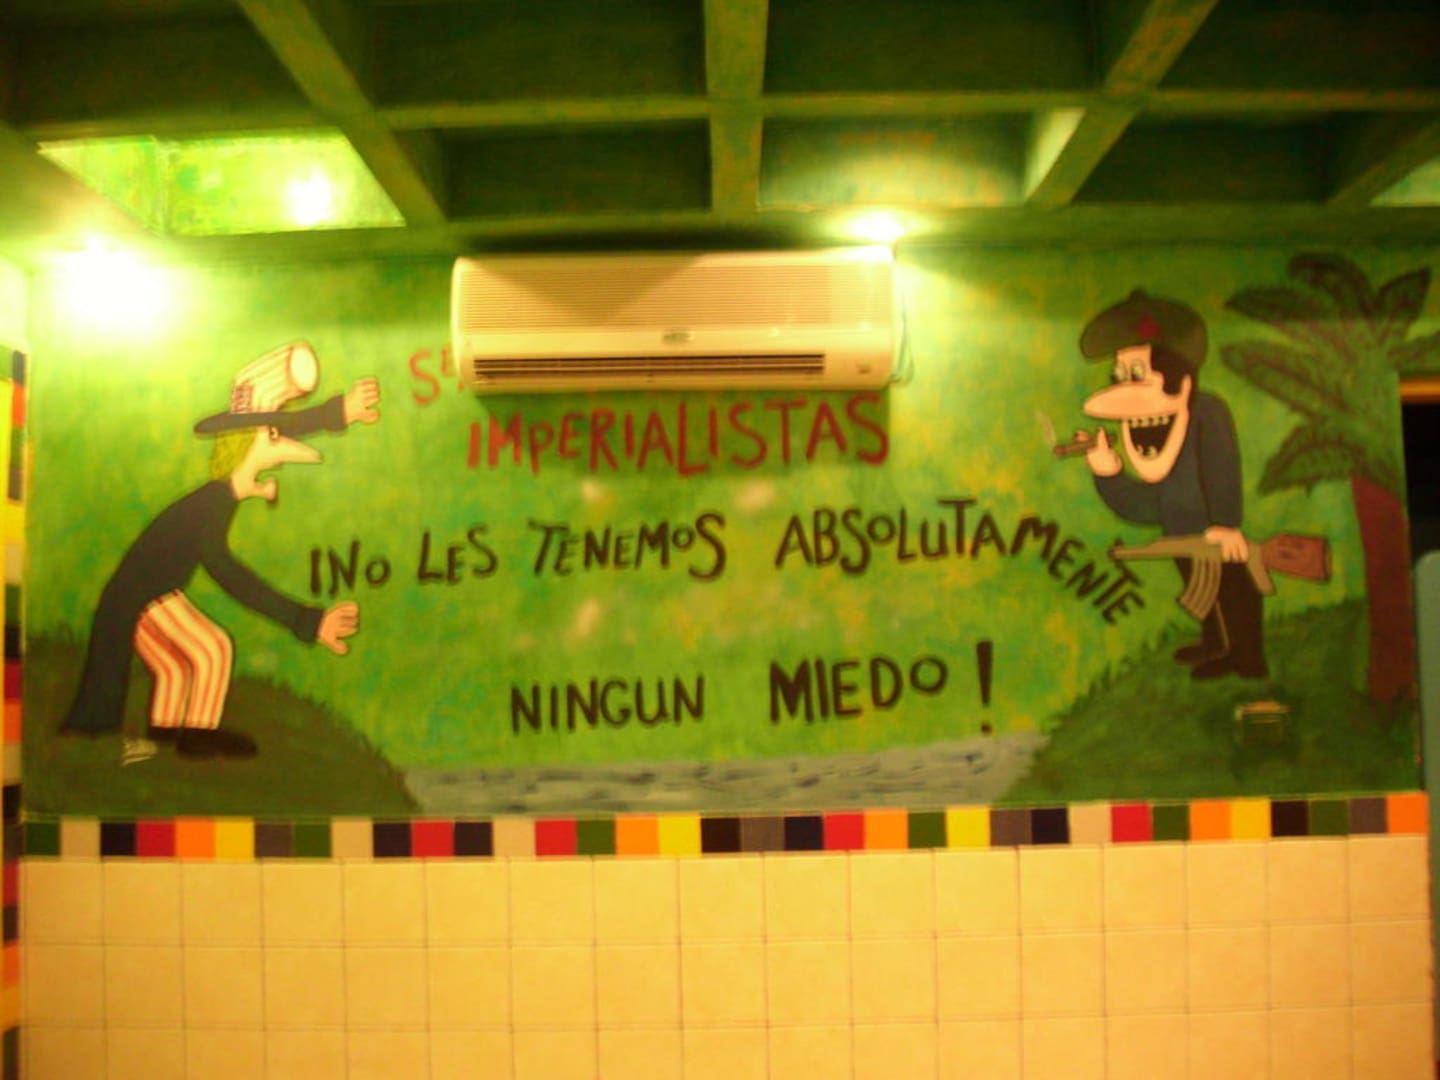 IMPERIALISTAS
¡NO LES TENEMOS ABSOLUTAMENTE
NINGUN MIEDO!